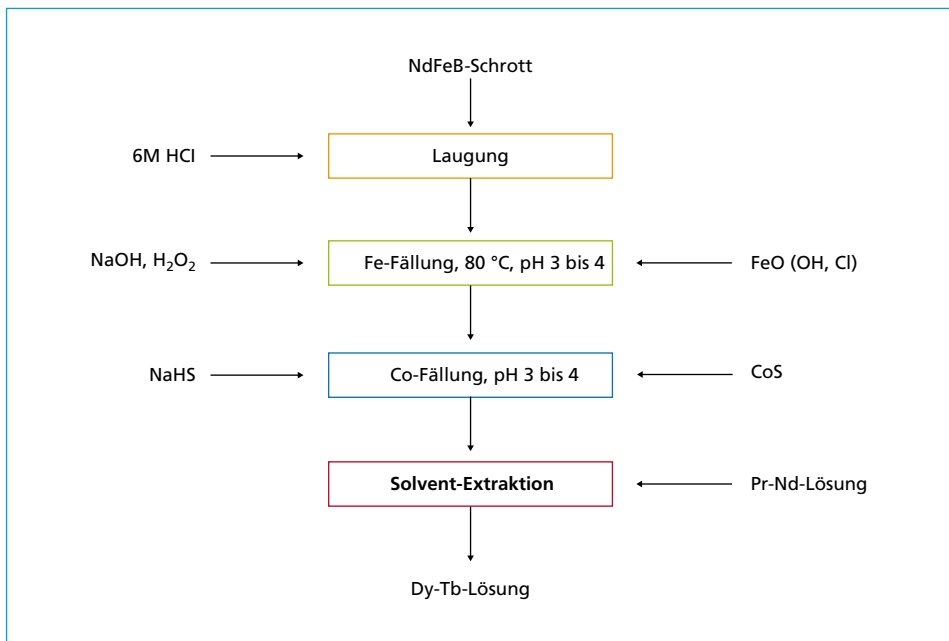 NdFeB-Schrott
6M HCl
Laugung
NaOH, H₂O₂
Fe-Fällung, 80 °C, pH 3 bis 4
FeO (OH, Cl)
NaHS
Co-Fällung, pH 3 bis 4
CoS
Solvent-Extraktion
Pr-Nd-Lösung
Dy-Tb-Lösung